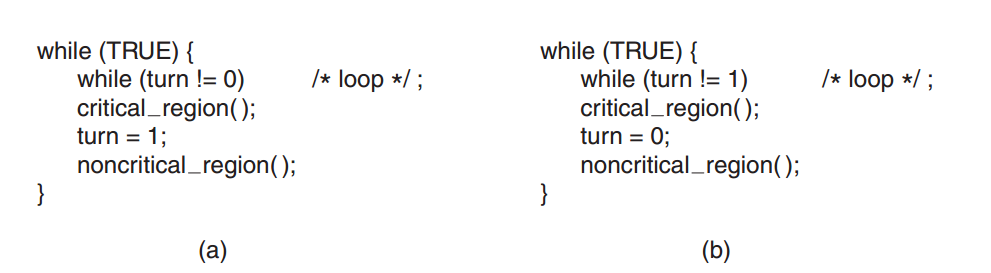 while (TRUE) {
while (turn != 0) /* loop */ ;
critical_region( );
turn = 1;
noncritical_region( );
}
(a)
while (TRUE) {
while (turn != 1) /* loop */ ;
critical_region( );
turn = 0;
noncritical_region( );
}
(b)